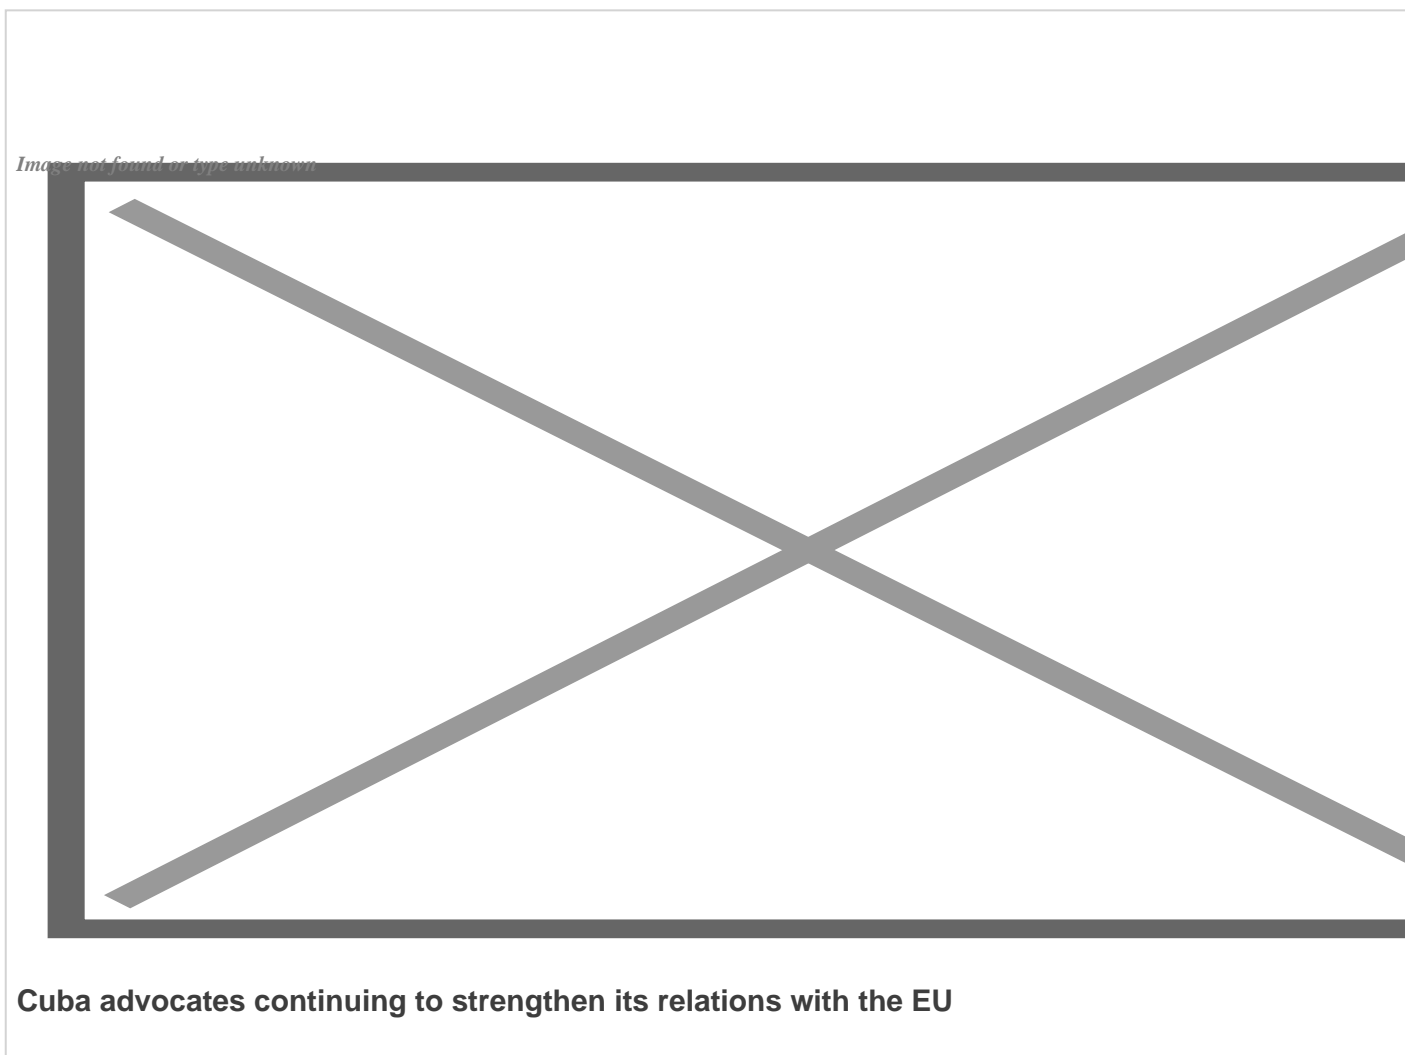 Image not found or type unknown
Cuba advocates continuing to strengthen its relations with the EU